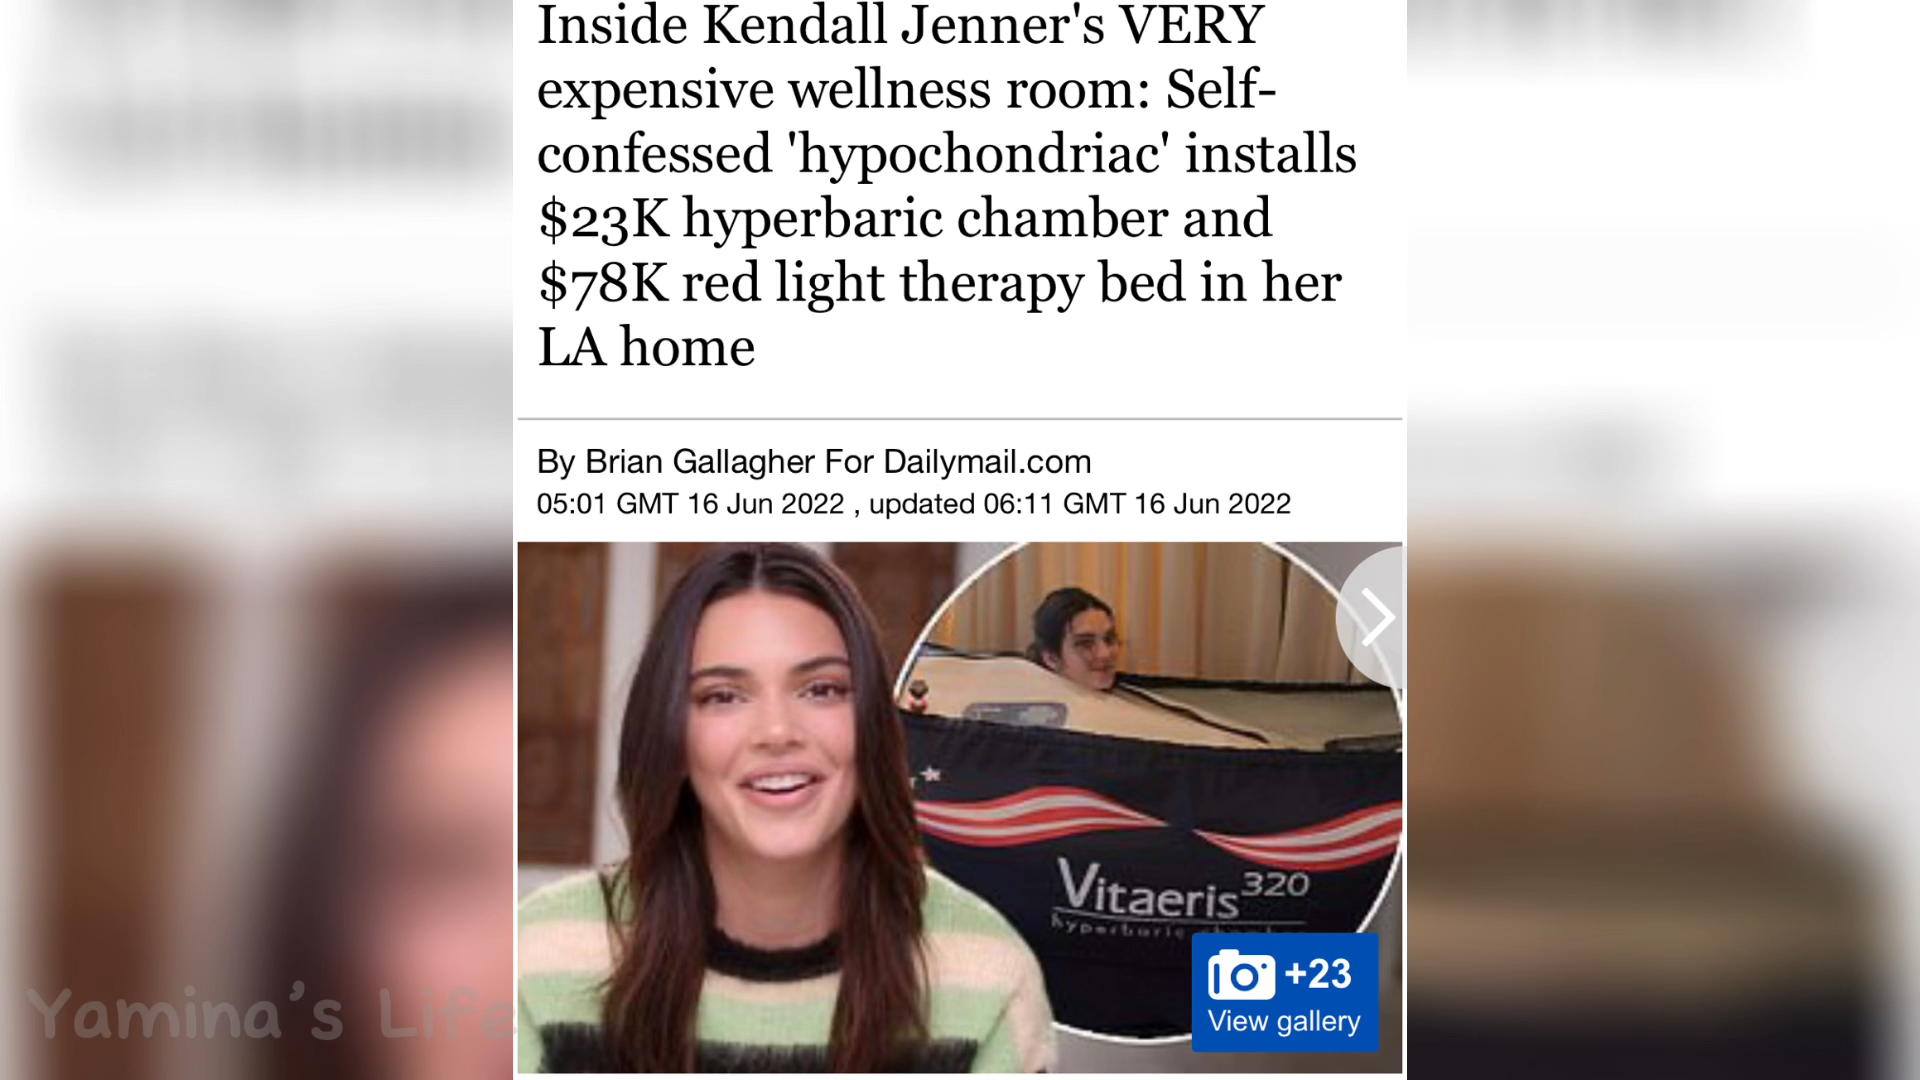 Inside Kendall Jenner's VERY
expensive wellness room: Self-
confessed 'hypochondriac' installs
$23K hyperbaric chamber and
$78K red light therapy bed in her
LA home
By Brian Gallagher For Dailymail.com
05:01 GMT 16 Jun 2022 , updated 06:11 GMT 16 Jun 2022
Vitaeris 320
hyperbaric
+23
View gallery
Yamina's Life